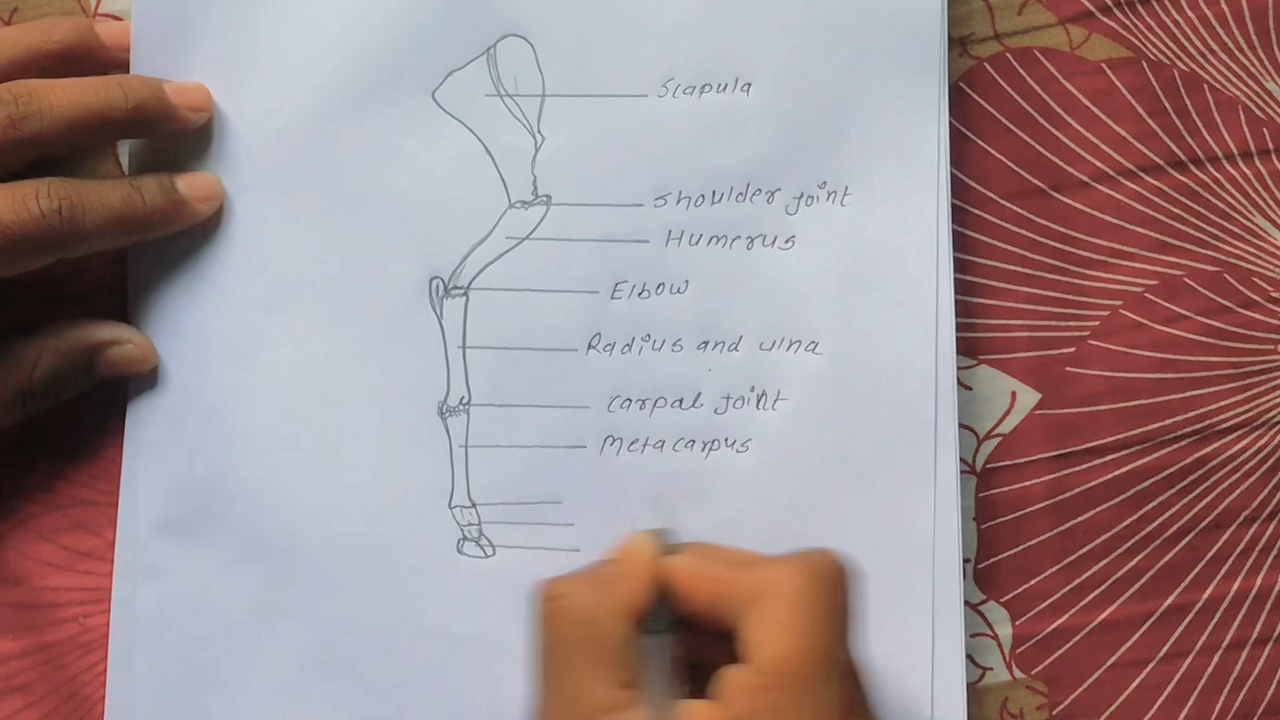 Scapula
Shoulder joint
Humerus
Elbow
Radius and ulna
carpal joint
Metacarpus